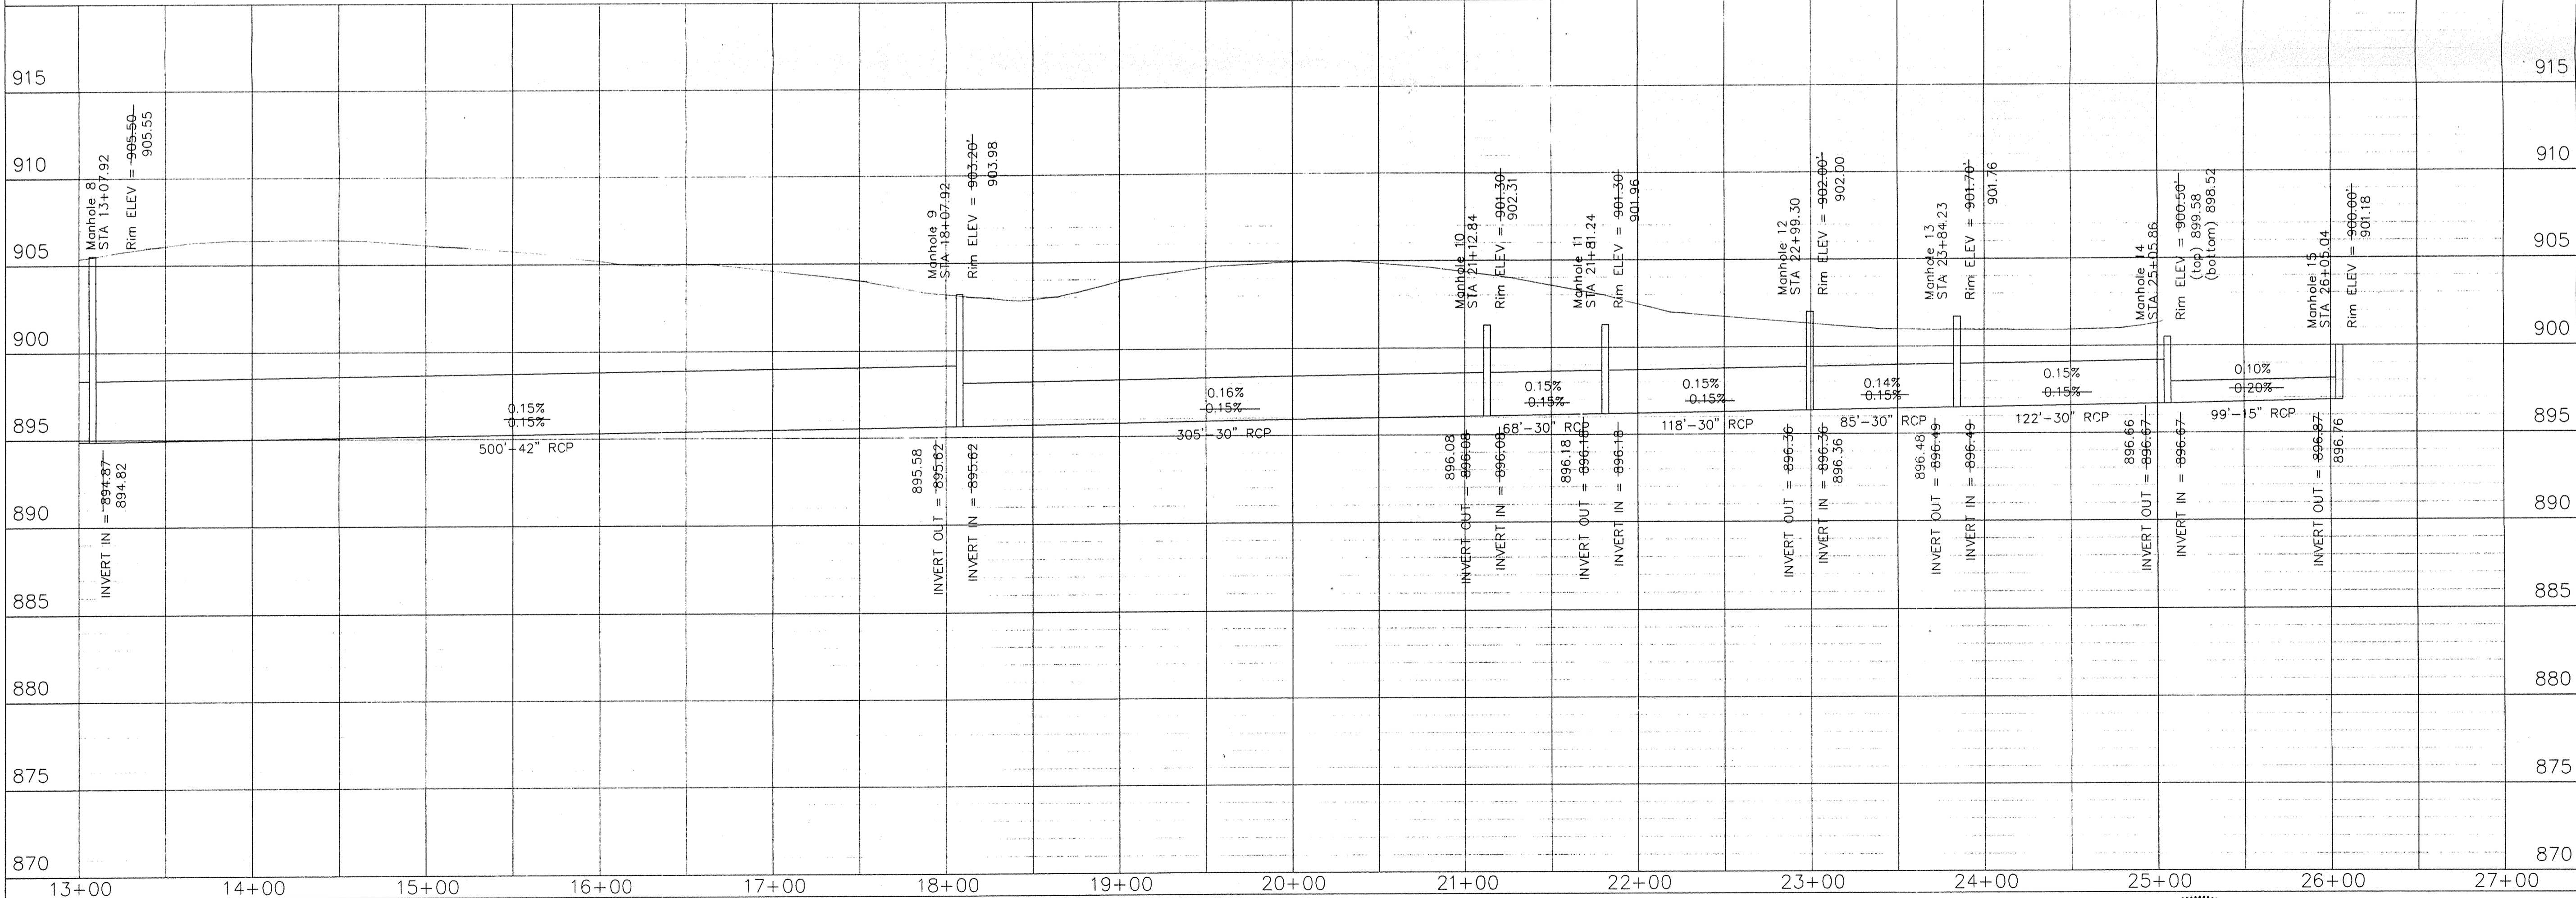 915
910
905
900
895
890
885
880
875
870
915
910
905
900
895
890
885
880
875
870
Manhole 8
STA 13+07.92
Rim ELEV = 905.50
905.55
Manhole 9
STA 18+07.92
Rim ELEV = 903.20'
903.98
Manhole 10
STA 21+12.84
Rim ELEV = 901.30'
902.31
Manhole 11
STA 21+81.24
Rim ELEV = 901.30'
901.96
Manhole 12
STA 22+99.30
Rim ELEV = 902.00'
902.00
Manhole 13
STA 23+84.23
Rim ELEV = 901.70'
901.76
Manhole 14
STA 25+05.86
Rim ELEV = 900.50'
(top) 899.58
(bottom) 898.52
Manhole 15
STA 26+05.04
Rim ELEV = 900.00'
901.18
0.15%
0.15%
500'-42" RCP
0.16%
0.15%
305'-30" RCP
0.15%
0.15%
68'-30" RCP
0.15%
0.15%
118'-30" RCP
0.14%
0.15%
85'-30" RCP
0.15%
0.15%
122'-30" RCP
0.10%
0.20%
99'-15" RCP
INVERT IN = 894.87
894.82
895.58
INVERT OUT = 895.62
INVERT IN = 895.62
896.08
INVERT OUT = 896.08
INVERT IN = 896.08
896.18
INVERT OUT = 896.18
INVERT IN = 896.18
INVERT OUT = 896.36
INVERT IN = 896.36
896.36
896.48
INVERT OUT = 896.49
INVERT IN = 896.49
896.66
INVERT OUT = 896.67
INVERT IN = 896.67
INVERT OUT = 896.87
896.76
13+00
14+00
15+00
16+00
17+00
18+00
19+00
20+00
21+00
22+00
23+00
24+00
25+00
26+00
27+00